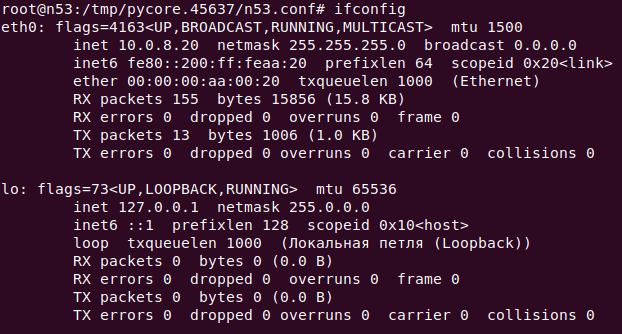 root@n53:/tmp/pycore.45637/n53.conf# ifconfig
eth0: flags=4163<UP,BROADCAST,RUNNING,MULTICAST>  mtu 1500
        inet 10.0.8.20  netmask 255.255.255.0  broadcast 0.0.0.0
        inet6 fe80::200:ff:feaa:20  prefixlen 64  scopeid 0x20<link>
        ether 00:00:00:aa:00:20  txqueuelen 1000  (Ethernet)
        RX packets 155  bytes 15856 (15.8 KB)
        RX errors 0  dropped 0  overruns 0  frame 0
        TX packets 13  bytes 1006 (1.0 KB)
        TX errors 0  dropped 0 overruns 0  carrier 0  collisions 0

lo: flags=73<UP,LOOPBACK,RUNNING>  mtu 65536
        inet 127.0.0.1  netmask 255.0.0.0
        inet6 ::1  prefixlen 128  scopeid 0x10<host>
        loop  txqueuelen 1000  (Локальная петля (Loopback))
        RX packets 0  bytes 0 (0.0 B)
        RX errors 0  dropped 0  overruns 0  frame 0
        TX packets 0  bytes 0 (0.0 B)
        TX errors 0  dropped 0 overruns 0  carrier 0  collisions 0